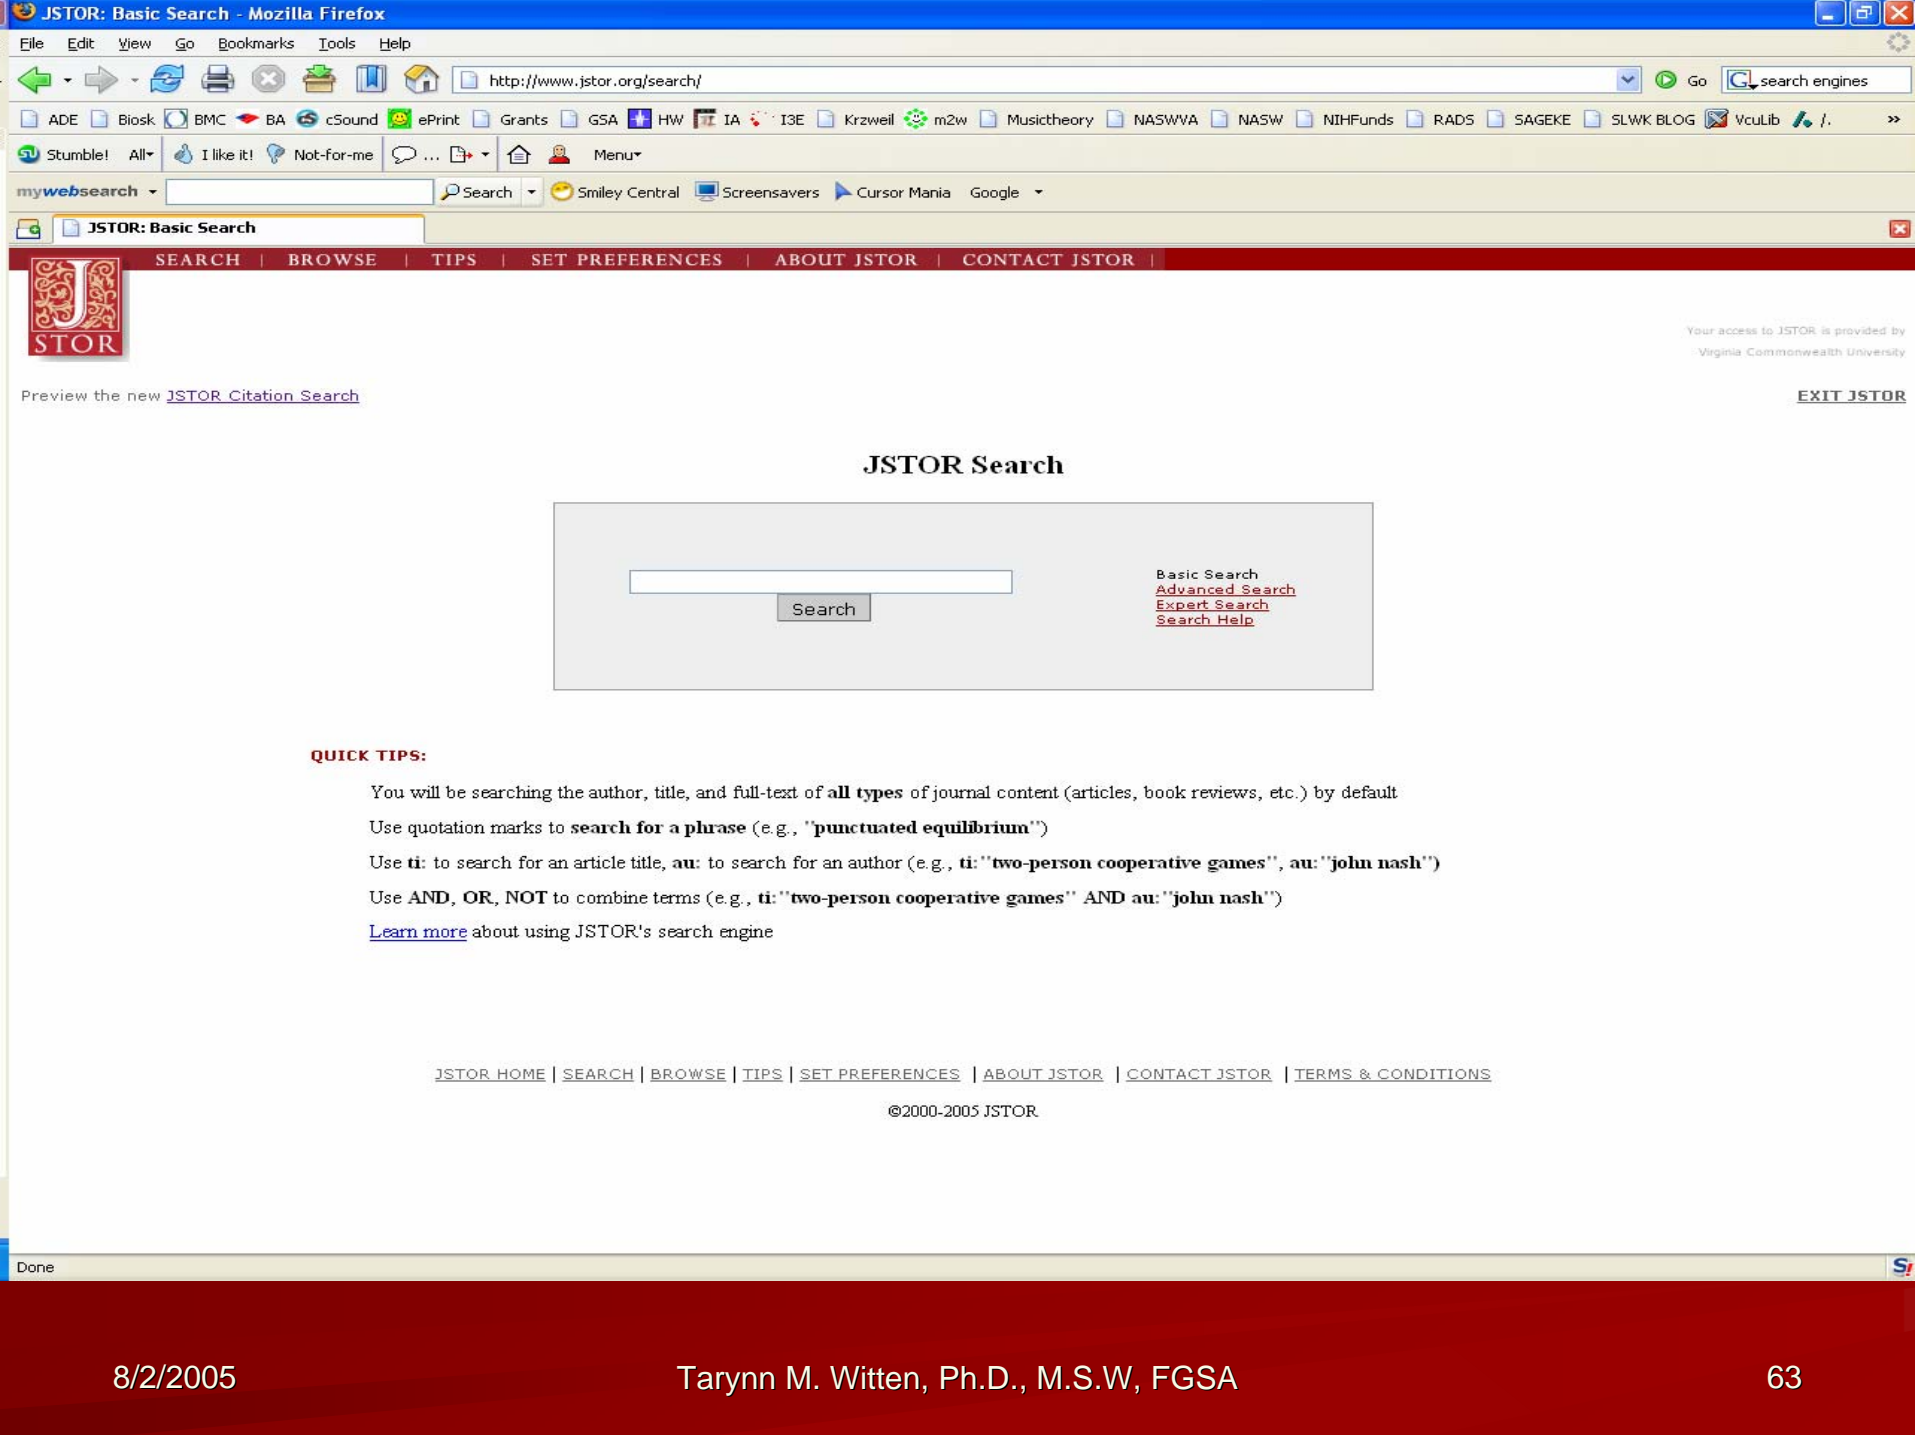 JSTOR: Basic Search - Mozilla Firefox
File Edit View Go Bookmarks Tools Help
http://www.jstor.org/search/ Go search engines
ADE Biosk BMC BA cSound ePrint Grants GSA HW IA I3E Krzweil m2w Musictheory NASWVA NASW NIHFunds RADS SAGEKE SLWK BLOG VcuLib /. »
Stumble! All I like it! Not-for-me ... Menu
mywebsearch Search Smiley Central Screensavers Cursor Mania Google
JSTOR: Basic Search
SEARCH | BROWSE | TIPS | SET PREFERENCES | ABOUT JSTOR | CONTACT JSTOR |
J
STOR
Your access to JSTOR is provided by
Virginia Commonwealth University
Preview the new JSTOR Citation Search
EXIT JSTOR
JSTOR Search
Search
Basic Search
Advanced Search
Expert Search
Search Help
QUICK TIPS:
You will be searching the author, title, and full-text of all types of journal content (articles, book reviews, etc.) by default
Use quotation marks to search for a phrase (e.g., "punctuated equilibrium")
Use ti: to search for an article title, au: to search for an author (e.g., ti:"two-person cooperative games", au:"john nash")
Use AND, OR, NOT to combine terms (e.g., ti:"two-person cooperative games" AND au:"john nash")
Learn more about using JSTOR's search engine
JSTOR HOME | SEARCH | BROWSE | TIPS | SET PREFERENCES | ABOUT JSTOR | CONTACT JSTOR | TERMS & CONDITIONS
©2000-2005 JSTOR
Done
8/2/2005 Tarynn M. Witten, Ph.D., M.S.W, FGSA 63